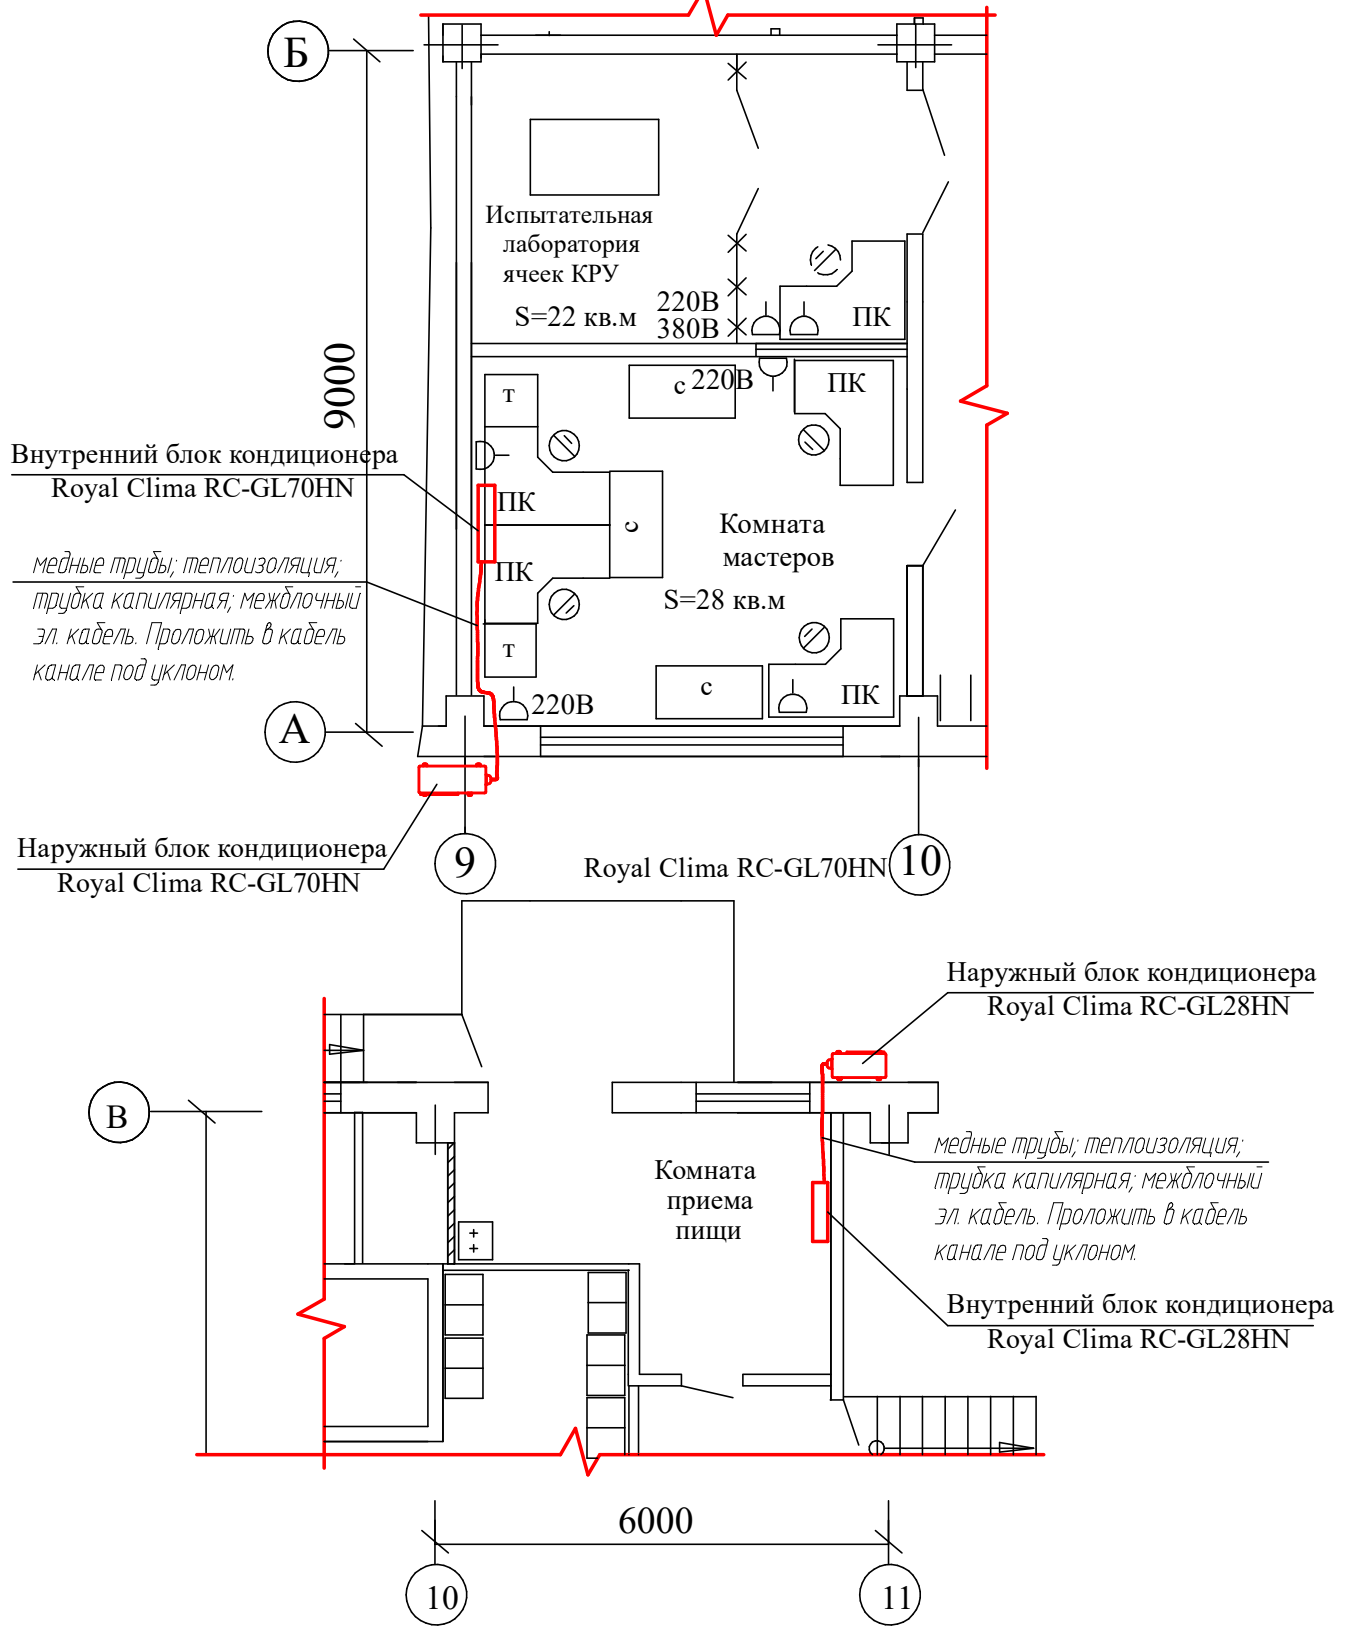 Б
Испытательная
лаборатория
ячеек КРУ
S=22 кв.м
220В
380В
ПК
9000
т
с
220В
ПК
Внутренний блок кондиционера
Royal Clima RC-GL70HN
ПК
с
Комната
мастеров
S=28 кв.м
медные трубы; теплоизоляция;
трубка капилярная; межблочный
эл. кабель. Проложить в кабель
канале под уклоном.
ПК
т
с
ПК
220В
А
Наружный блок кондиционера
Royal Clima RC-GL70HN
9
Royal Clima RC-GL70HN
10
Наружный блок кондиционера
Royal Clima RC-GL28HN
В
Комната
приема
пищи
медные трубы; теплоизоляция;
трубка капилярная; межблочный
эл. кабель. Проложить в кабель
канале под уклоном.
Внутренний блок кондиционера
Royal Clima RC-GL28HN
6000
10
11